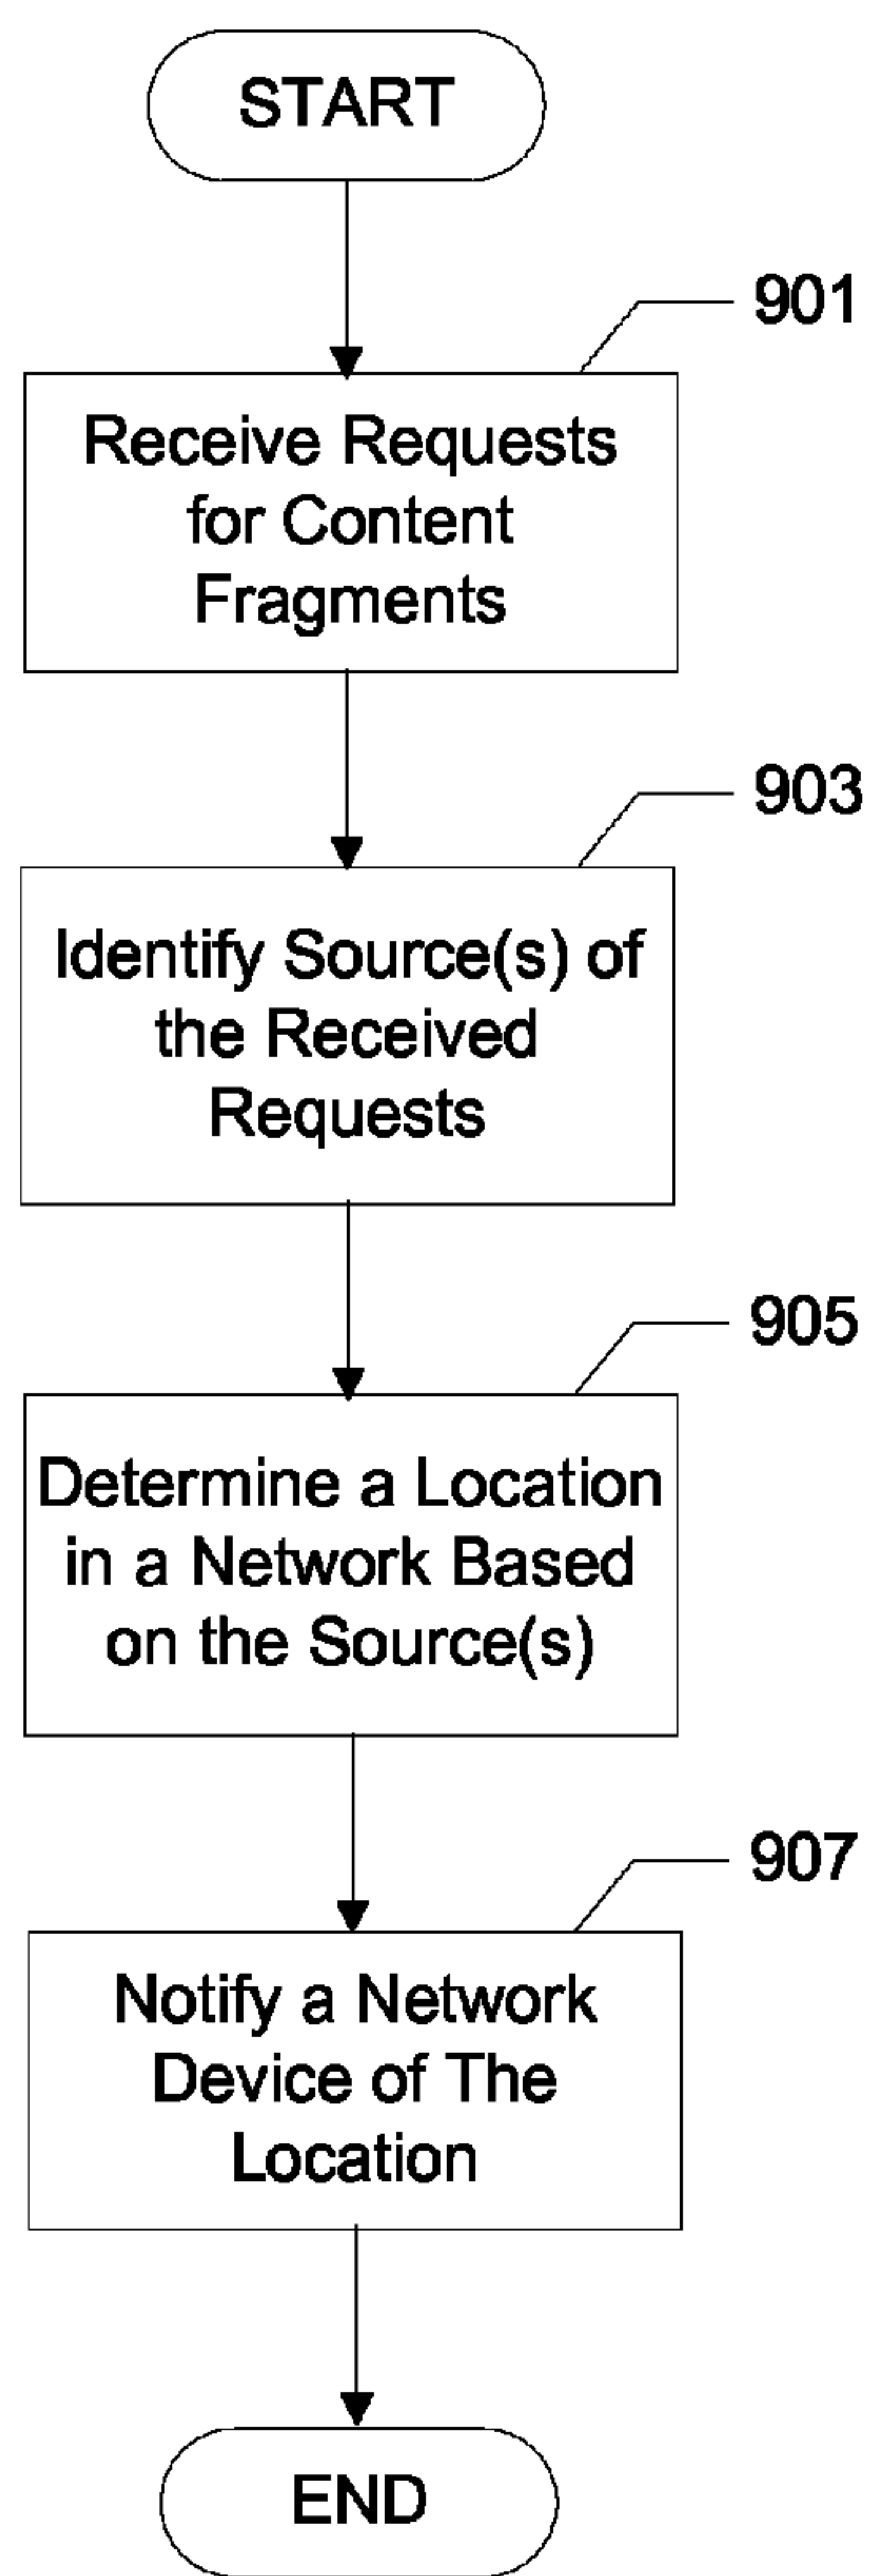 START
901
Receive Requests
for Content
Fragments
903
Identify Source(s) of
the Received
Requests
905
Determine a Location
in a Network Based
on the Source(s)
907
Notify a Network
Device of The
Location
END